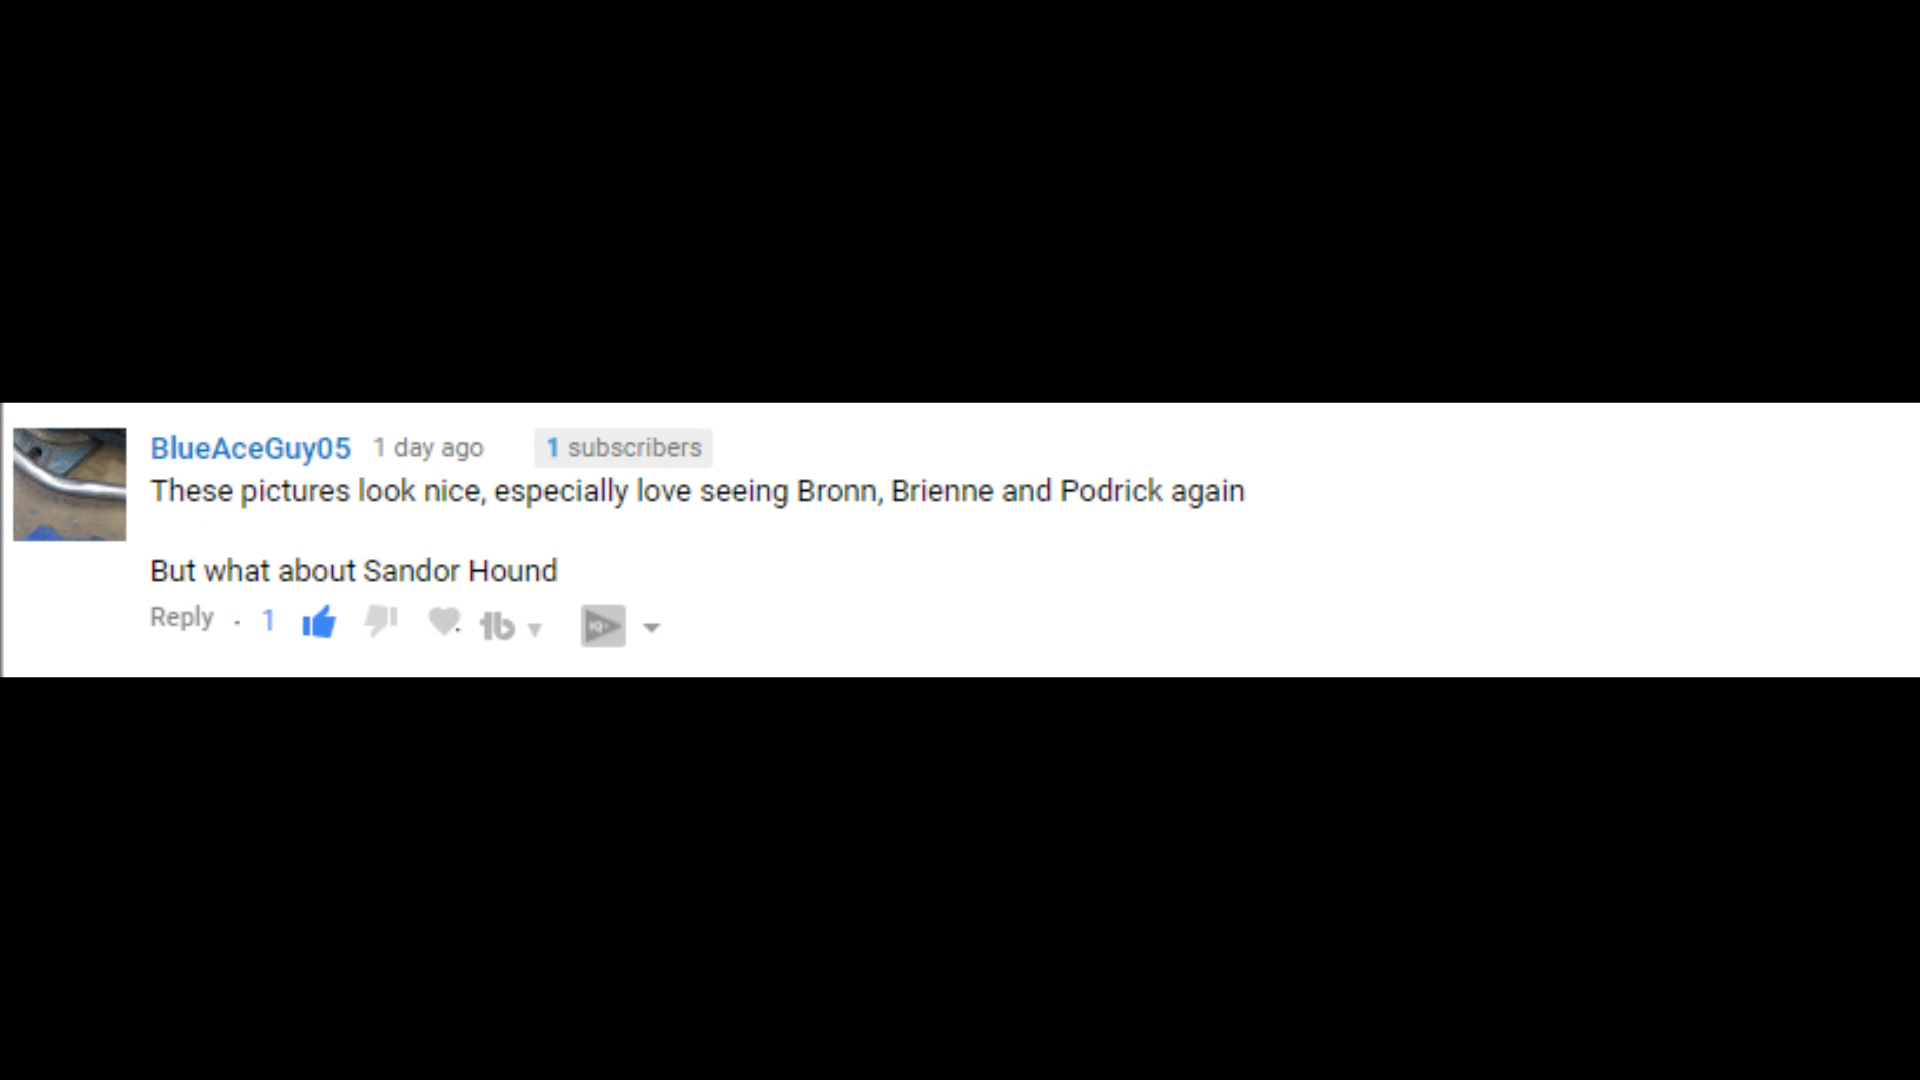 BlueAceGuy05 1 day ago 1 subscribers
These pictures look nice, especially love seeing Bronn, Brienne and Podrick again
But what about Sandor Hound
Reply . 1